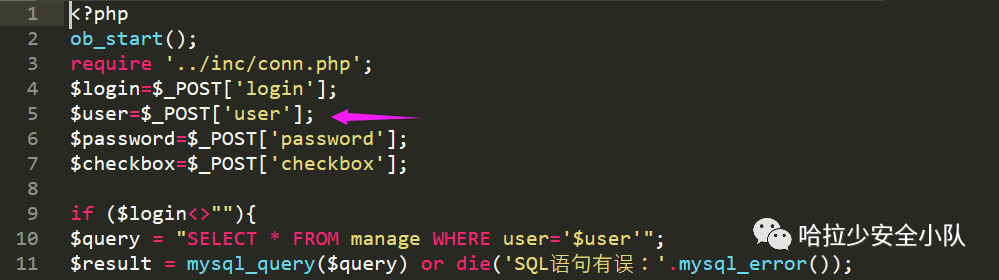 1 <?php
2 ob_start();
3 require '../inc/conn.php';
4 $login=$_POST['login'];
5 $user=$_POST['user'];
6 $password=$_POST['password'];
7 $checkbox=$_POST['checkbox'];
8
9 if ($login<>""){
10 $query = "SELECT * FROM manage WHERE user='$user'";
11 $result = mysql_query($query) or die('SQL语句有误：'.mysql_error());
哈拉少安全小队